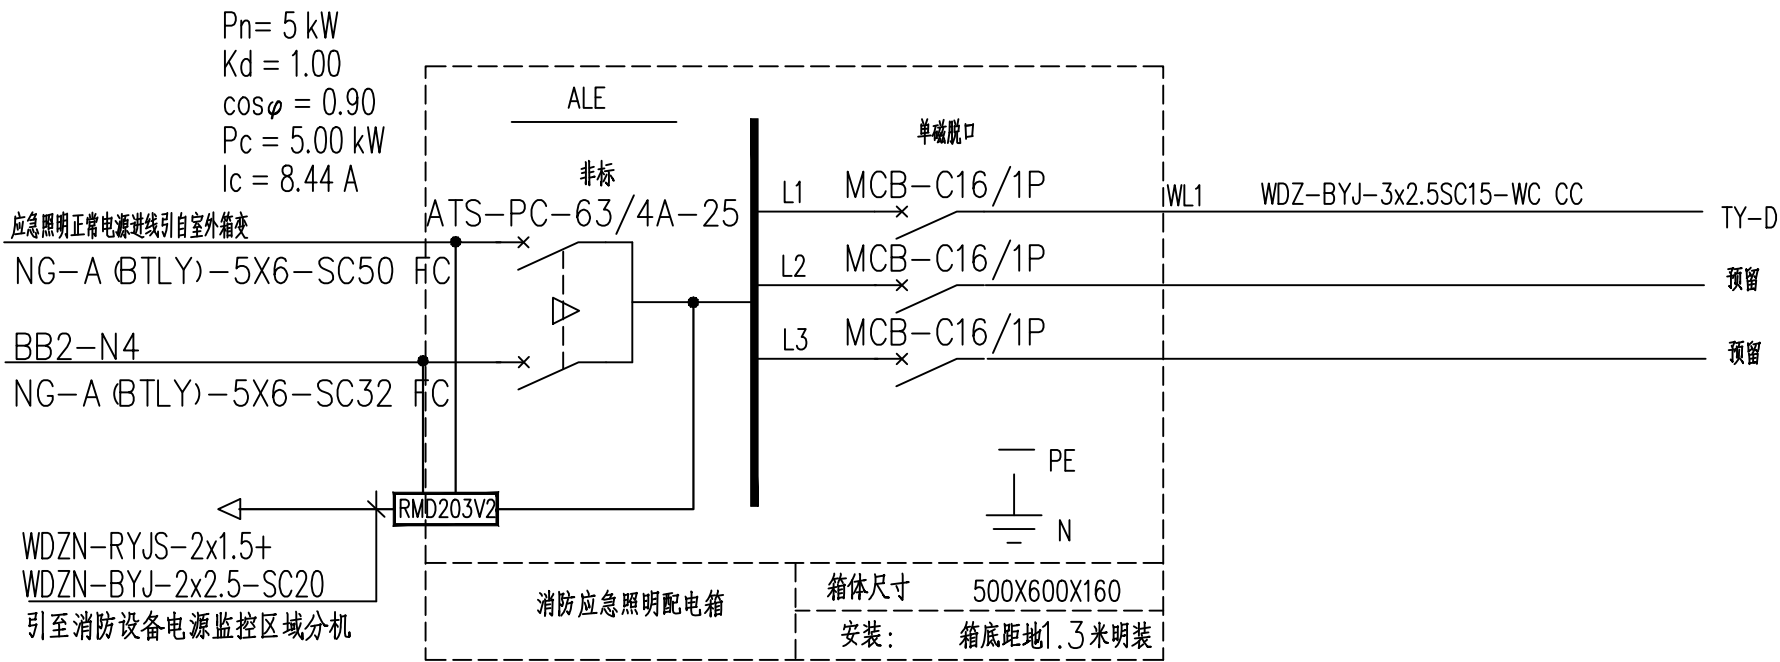 Pn= 5 kW
Kd = 1.00
cosφ = 0.90
Pc = 5.00 kW
Ic = 8.44 A
ALE
非标
ATS-PC-63/4A-25
单磁脱口
应急照明正常电源进线引自室外箱变
NG-A(BTLY)-5X6-SC50 FC
BB2-N4
NG-A(BTLY)-5X6-SC32 FC
L1 MCB-C16/1P WL1 WDZ-BYJ-3x2.5SC15-WC CC TY-D
L2 MCB-C16/1P 预留
L3 MCB-C16/1P 预留
PE
N
RMD203V2
WDZN-RYJS-2x1.5+
WDZN-BYJ-2x2.5-SC20
引至消防设备电源监控区域分机
消防应急照明配电箱
箱体尺寸 500X600X160
安装: 箱底距地1.3米明装